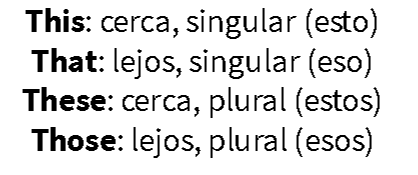 This: cerca, singular (esto)
That: lejos, singular (eso)
These: cerca, plural (estos)
Those: lejos, plural (esos)